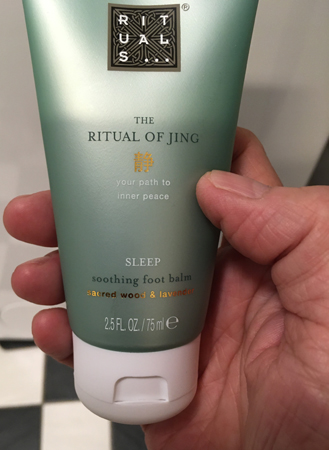 RIT
UAL
S...
®
THE
RITUAL OF JING
your path to
inner peace
SLEEP
soothing foot balm
sacred wood & lavender
2.5 FL. OZ. / 75 ml ℮